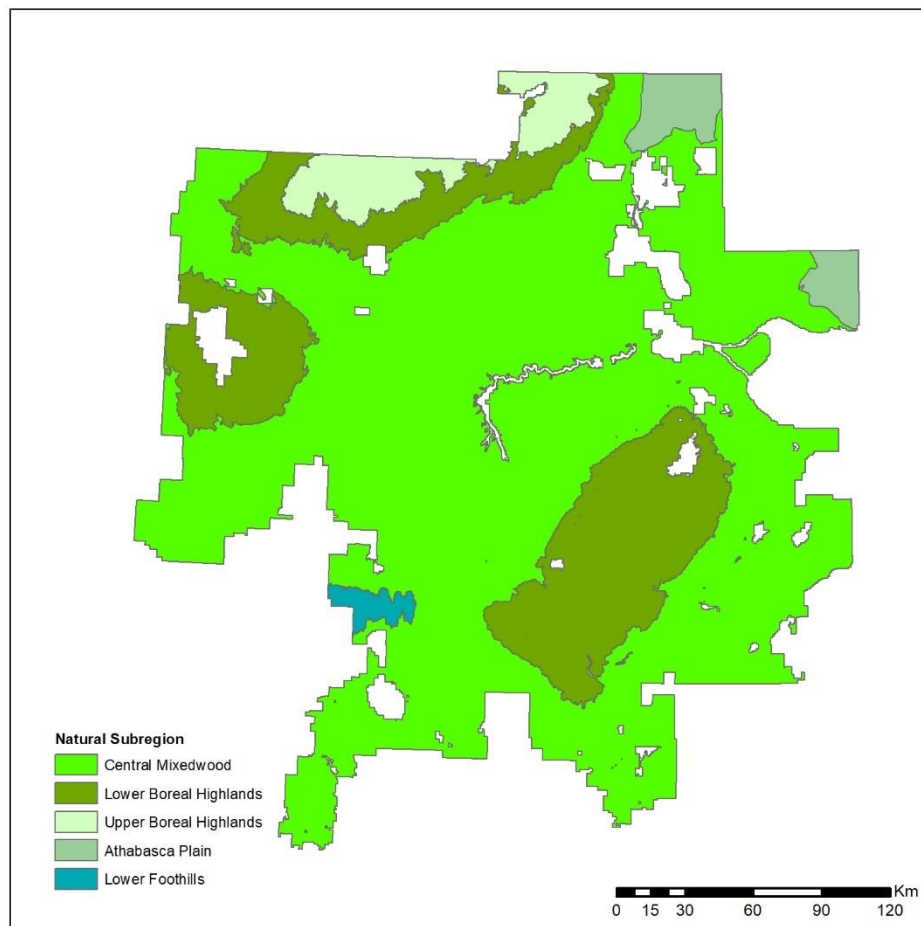 Natural Subregion
Central Mixedwood
Lower Boreal Highlands
Upper Boreal Highlands
Athabasca Plain
Lower Foothills
Km
0 15 30 60 90 120